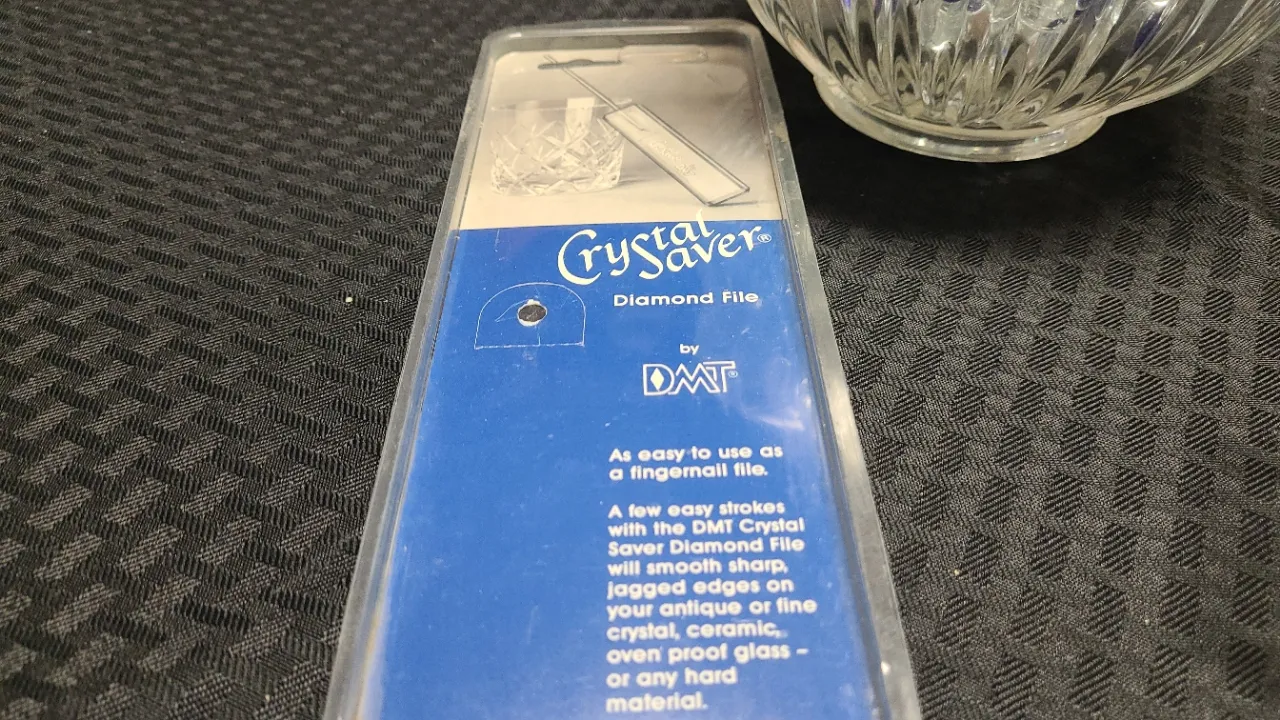 Crystal
Saver®
Diamond File
by
DMT®
As easy to use as
a fingernail file.
A few easy strokes
with the DMT Crystal
Saver Diamond File
will smooth sharp,
jagged edges on
your antique or fine
crystal, ceramic,
oven proof glass –
or any hard
material.